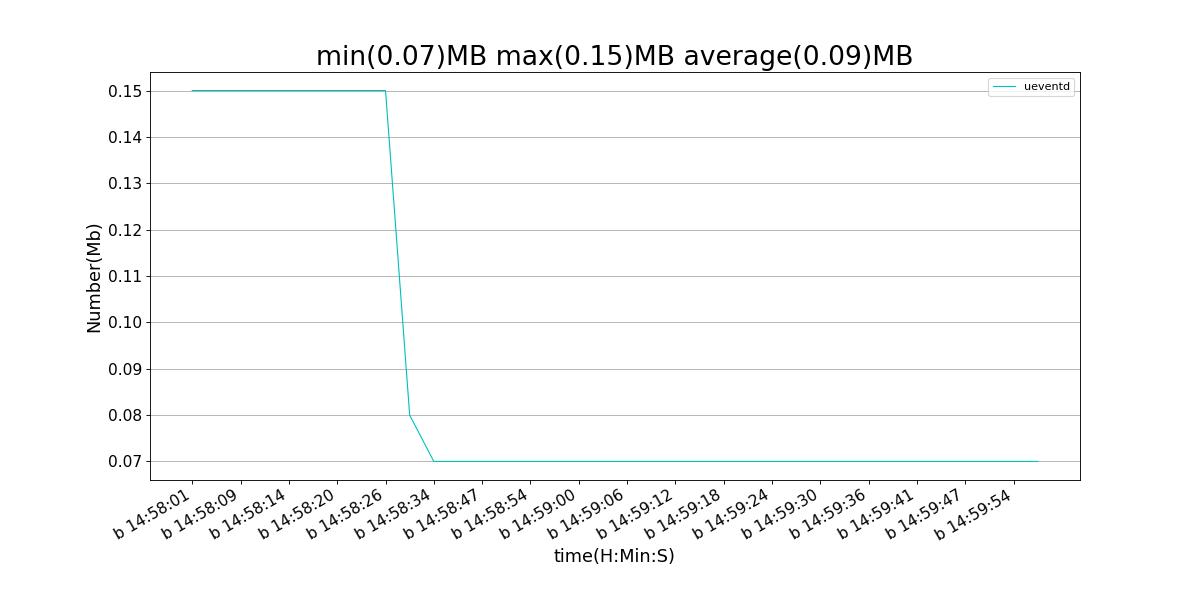 min(0.07)MB max(0.15)MB average(0.09)MB
ueventd
0.15
0.14
0.13
0.12
0.11
0.10
0.09
0.08
0.07
Number(Mb)
b 14:58:01
b 14:58:09
b 14:58:14
b 14:58:20
b 14:58:26
b 14:58:34
b 14:58:47
b 14:58:54
b 14:59:00
b 14:59:06
b 14:59:12
b 14:59:18
b 14:59:24
b 14:59:30
b 14:59:36
b 14:59:41
b 14:59:47
b 14:59:54
time(H:Min:S)